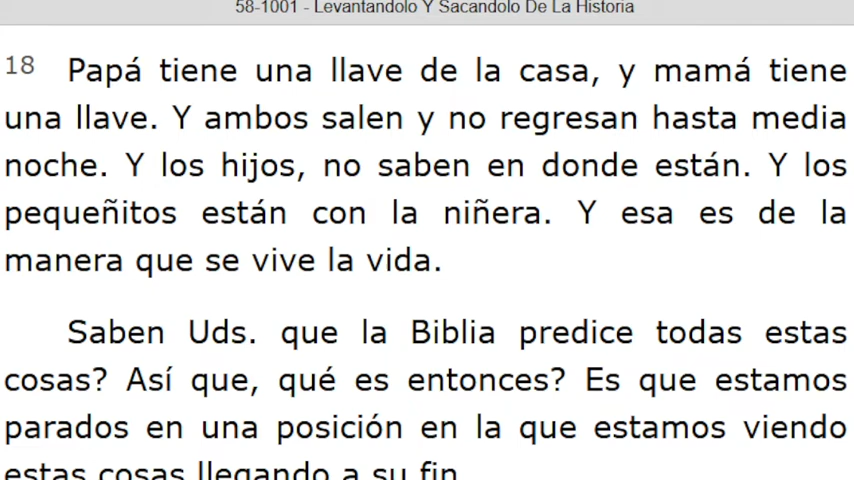 58-1001 - Levantandolo Y Sacandolo De La Historia
18 Papá tiene una llave de la casa, y mamá tiene
una llave. Y ambos salen y no regresan hasta media
noche. Y los hijos, no saben en donde están. Y los
pequeñitos están con la niñera. Y esa es de la
manera que se vive la vida.
Saben Uds. que la Biblia predice todas estas
cosas? Así que, qué es entonces? Es que estamos
parados en una posición en la que estamos viendo
estas cosas llegando a su fin.